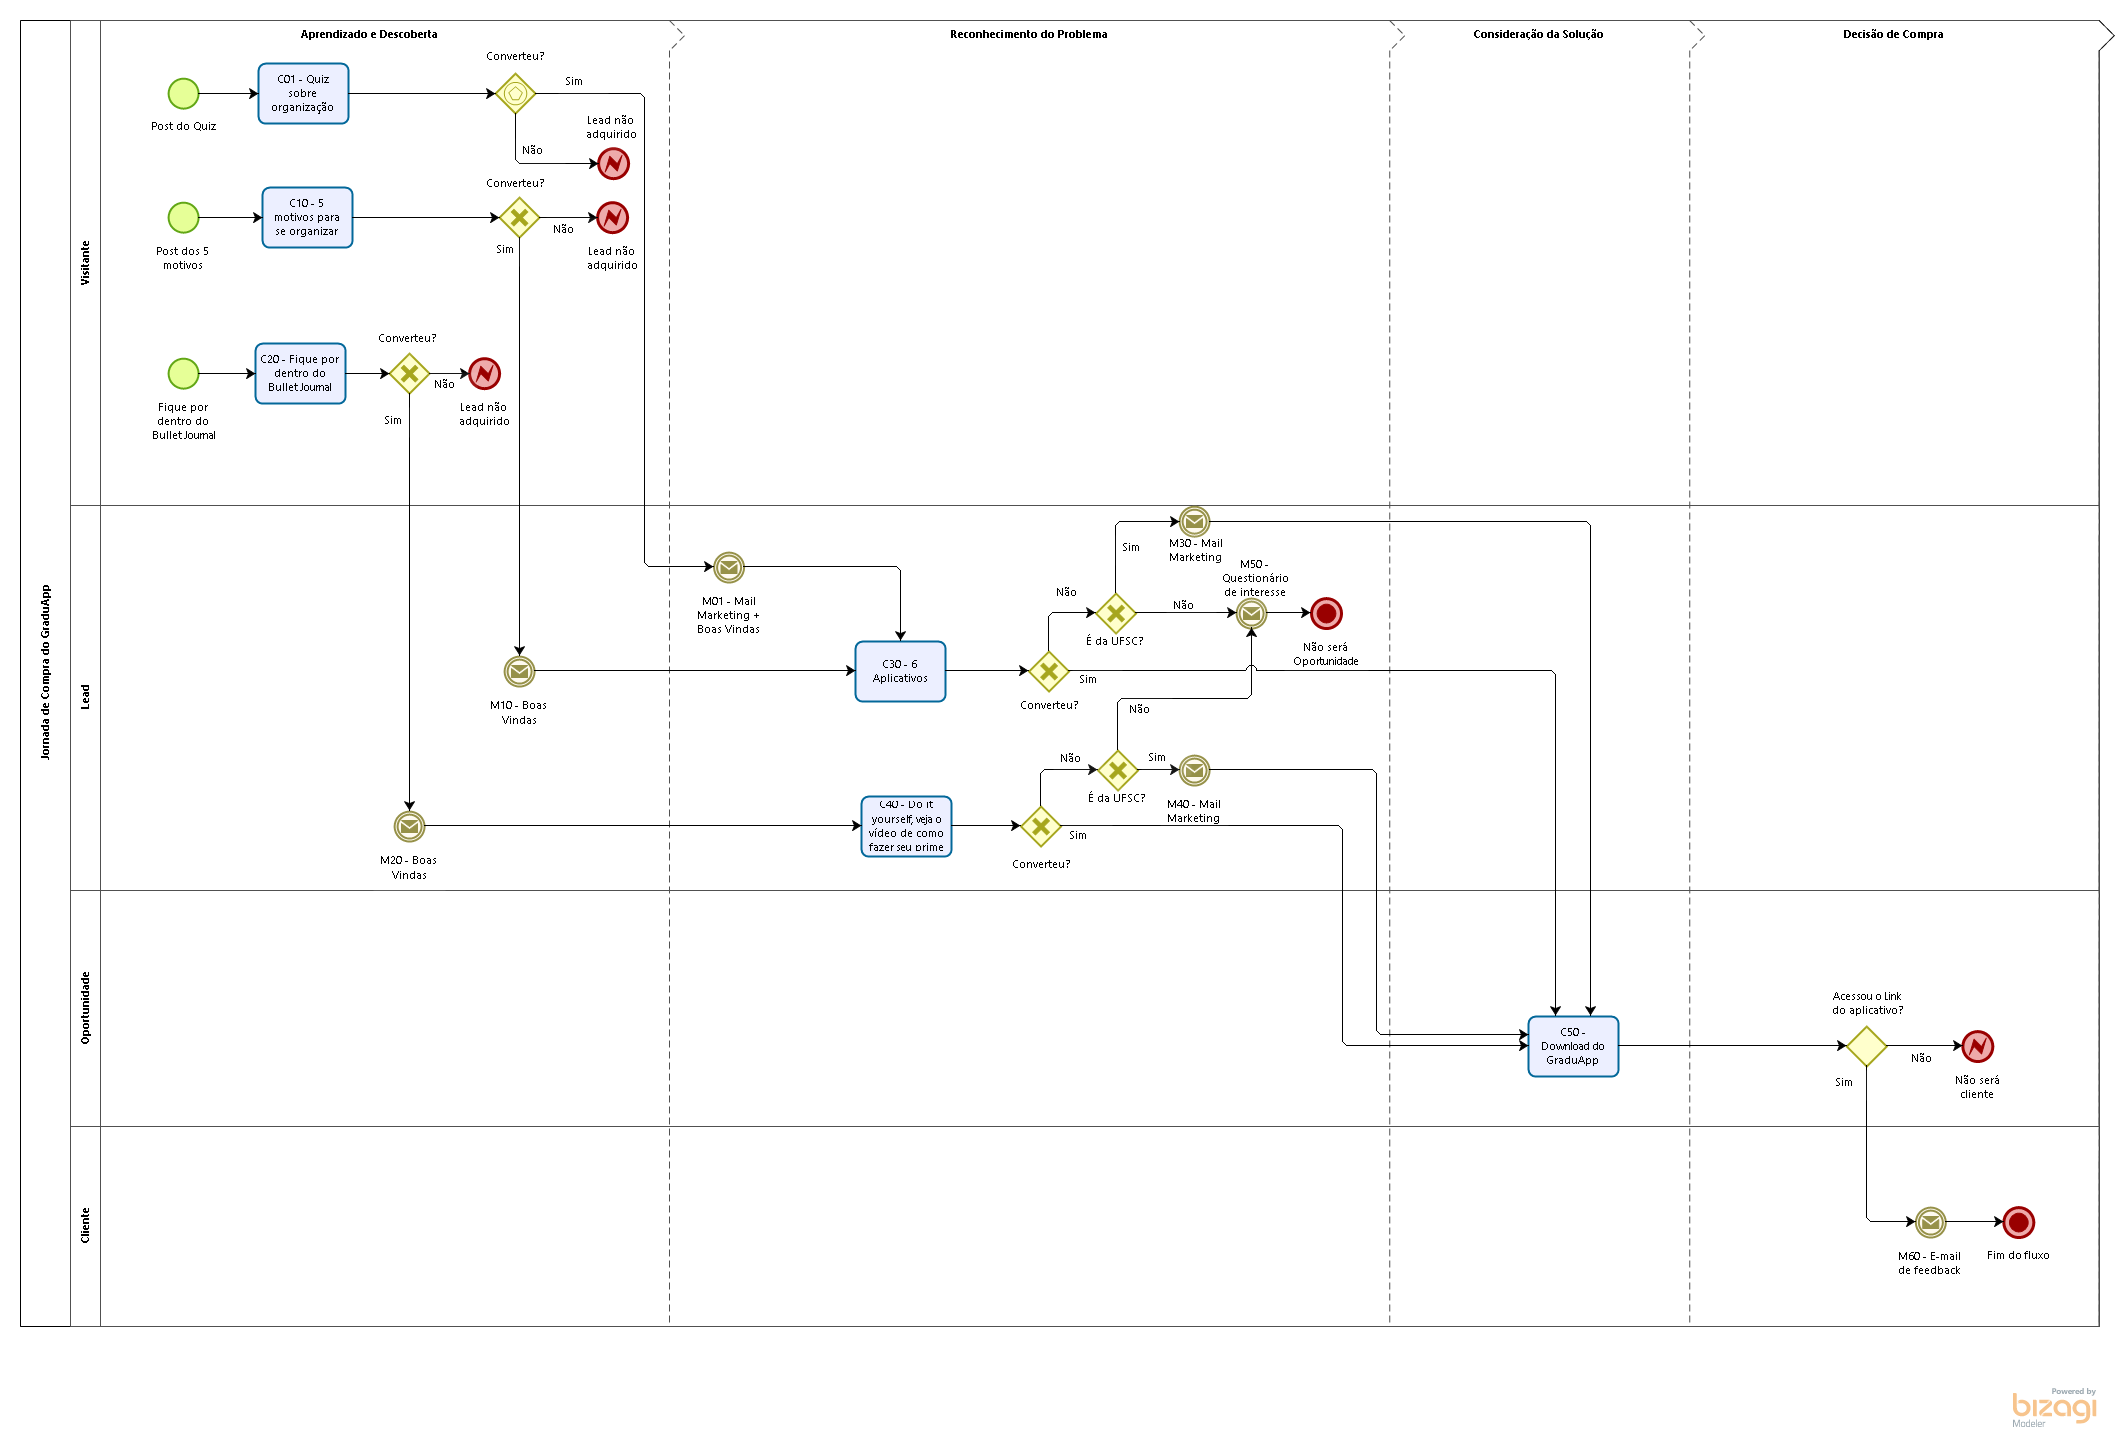 Aprendizado e Descoberta
Reconhecimento do Problema
Consideração da Solução
Decisão de Compra
Jornada de Compra do GraduApp
Visitante
Post do Quiz
C01 - Quiz
sobre
organização
Converteu?
Sim
Não
Lead não
adquirido
Post dos 5
motivos
C10 - 5
motivos para
se organizar
Converteu?
Não
Sim
Lead não
adquirido
Fique por
dentro do
Bullet Journal
C20 - Fique por
dentro do
Bullet Journal
Converteu?
Não
Sim
Lead não
adquirido
Lead
M01 - Mail
Marketing +
Boas Vindas
M10 - Boas
Vindas
M20 - Boas
Vindas
C30 - 6
Aplicativos
Converteu?
Não
Sim
É da UFSC?
Sim
Não
M30 - Mail
Marketing
M50 -
Questionário
de interesse
Não será
Oportunidade
C40 - Do it
yourself, veja o
vídeo de como
fazer seu prime
Converteu?
Não
Sim
É da UFSC?
Não
Sim
M40 - Mail
Marketing
Oportunidade
C50 -
Download do
GraduApp
Acessou o link
do aplicativo?
Não
Sim
Não será
cliente
Cliente
M60 - E-mail
de feedback
Fim do fluxo
Powered by
bizagi
Modeler